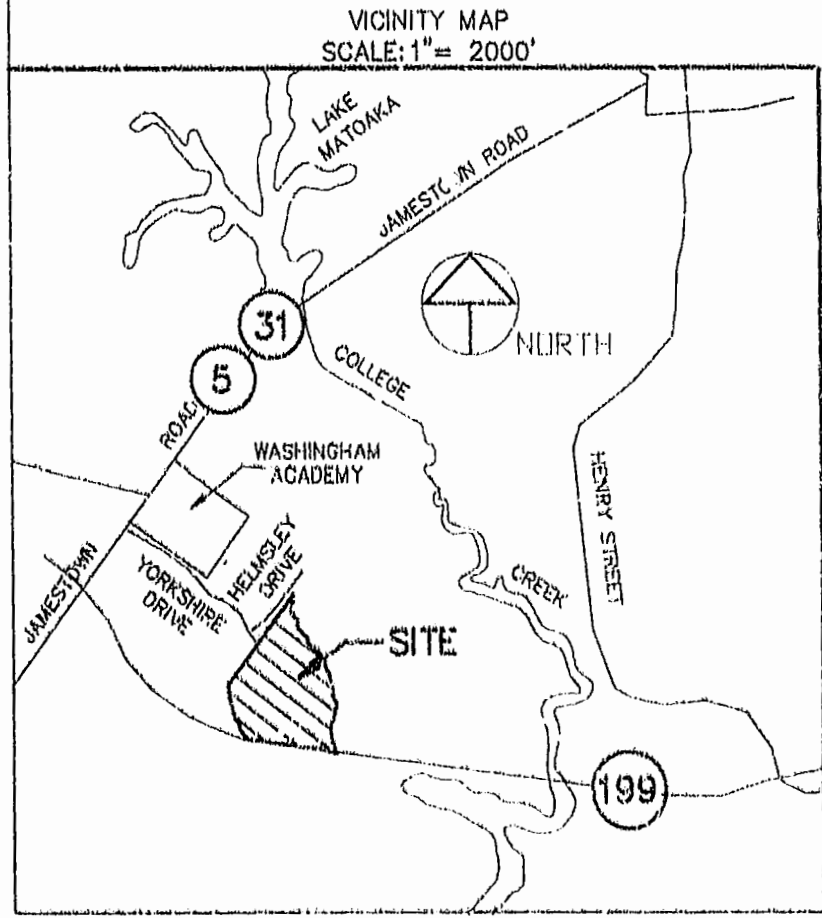 VICINITY MAP
SCALE: 1"= 2000'
LAKE
MATOAKA
JAMESTOWN ROAD
31
NORTH
5
COLLEGE
ROAD
WASHINGHAM
ACADEMY
HENRY STREET
HELMSLEY
DRIVE
CREEK
YORKSHIRE
DRIVE
JAMESTOWN
SITE
199